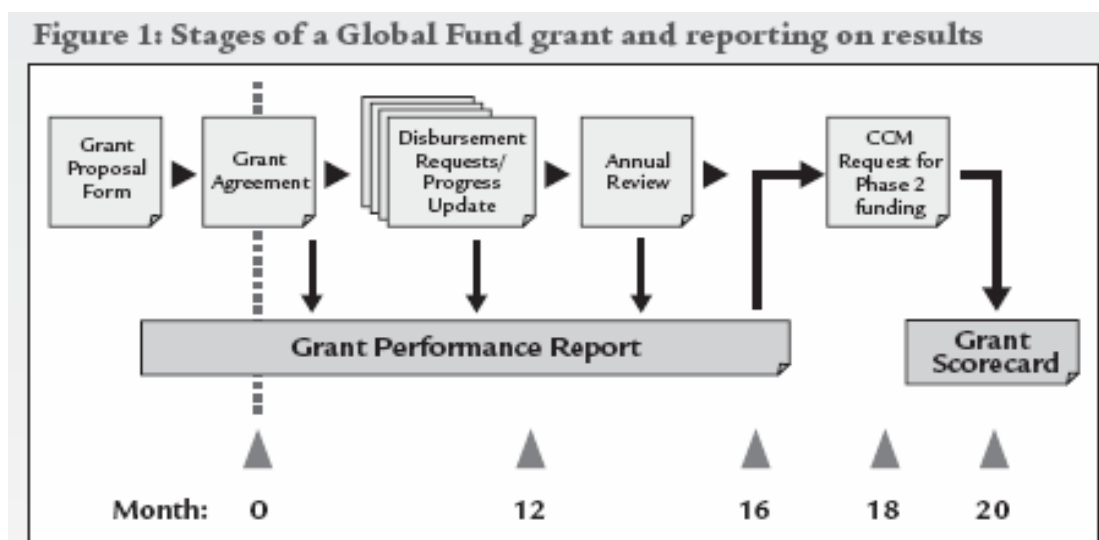 Figure 1: Stages of a Global Fund grant and reporting on results
Grant
Proposal
Form
Grant
Agreement
Disbursement
Requests/
Progress
Update
Annual
Review
CCM
Request for
Phase 2
funding
Grant Performance Report
Grant
Scorecard
Month: 0 12 16 18 20